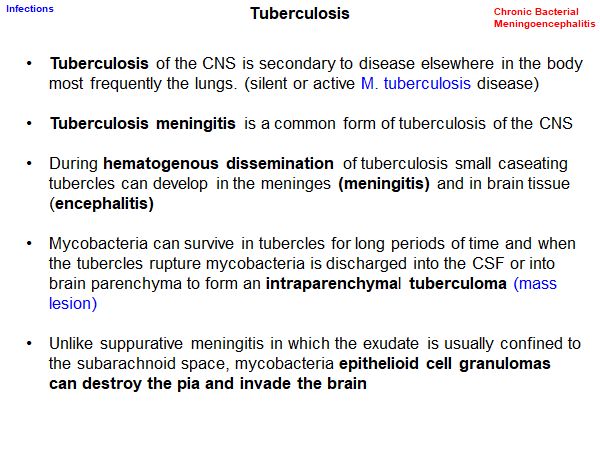 Infections
Tuberculosis
Chronic Bacterial
Meningoencephalitis
• Tuberculosis of the CNS is secondary to disease elsewhere in the body
most frequently the lungs. (silent or active M. tuberculosis disease)
• Tuberculosis meningitis is a common form of tuberculosis of the CNS
• During hematogenous dissemination of tuberculosis small caseating
tubercles can develop in the meninges (meningitis) and in brain tissue
(encephalitis)
• Mycobacteria can survive in tubercles for long periods of time and when
the tubercles rupture mycobacteria is discharged into the CSF or into
brain parenchyma to form an intraparenchymal tuberculoma (mass
lesion)
• Unlike suppurative meningitis in which the exudate is usually confined to
the subarachnoid space, mycobacteria epithelioid cell granulomas
can destroy the pia and invade the brain